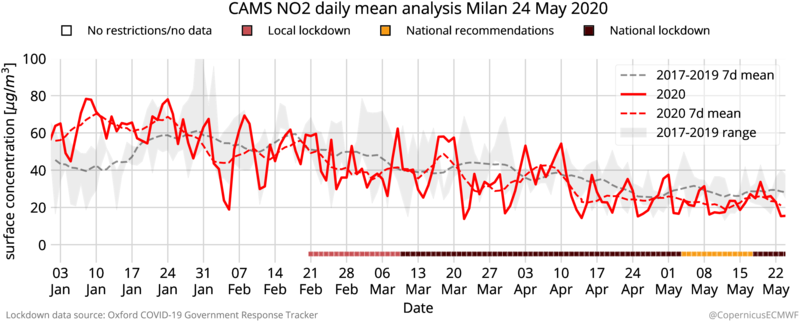 CAMS NO2 daily mean analysis Milan 24 May 2020
No restrictions/no data
Local lockdown
National recommendations
National lockdown
surface concentration [μg/m³]
100
80
60
40
20
0
2017-2019 7d mean
2020
2020 7d mean
2017-2019 range
03 Jan
10 Jan
17 Jan
24 Jan
31 Jan
07 Feb
14 Feb
21 Feb
28 Feb
06 Mar
13 Mar
20 Mar
27 Mar
03 Apr
10 Apr
17 Apr
24 Apr
01 May
08 May
15 May
22 May
Date
Lockdown data source: Oxford COVID-19 Government Response Tracker
@CopernicusECMWF